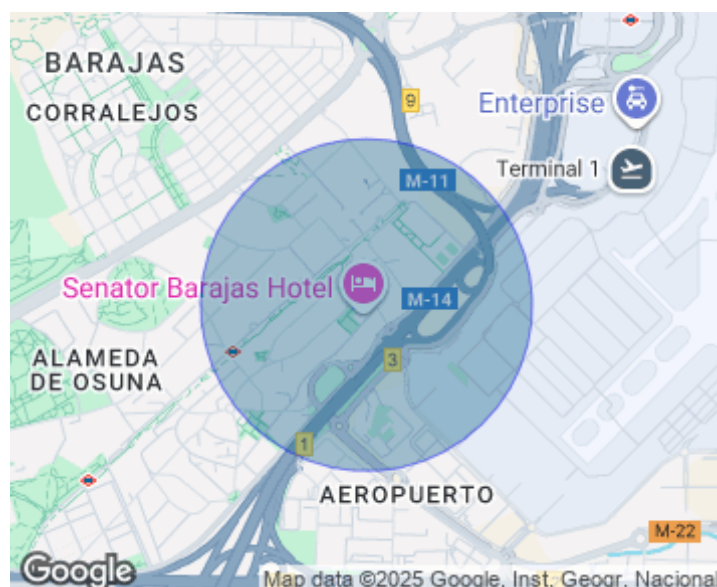 BARAJAS
CORRALEJOS
9
Enterprise
Terminal 1
M-11
Senator Barajas Hotel
M-14
ALAMEDA
DE OSUNA
3
1
AEROPUERTO
M-22
Google
Map data ©2025 Google, Inst. Geogr. Nacional